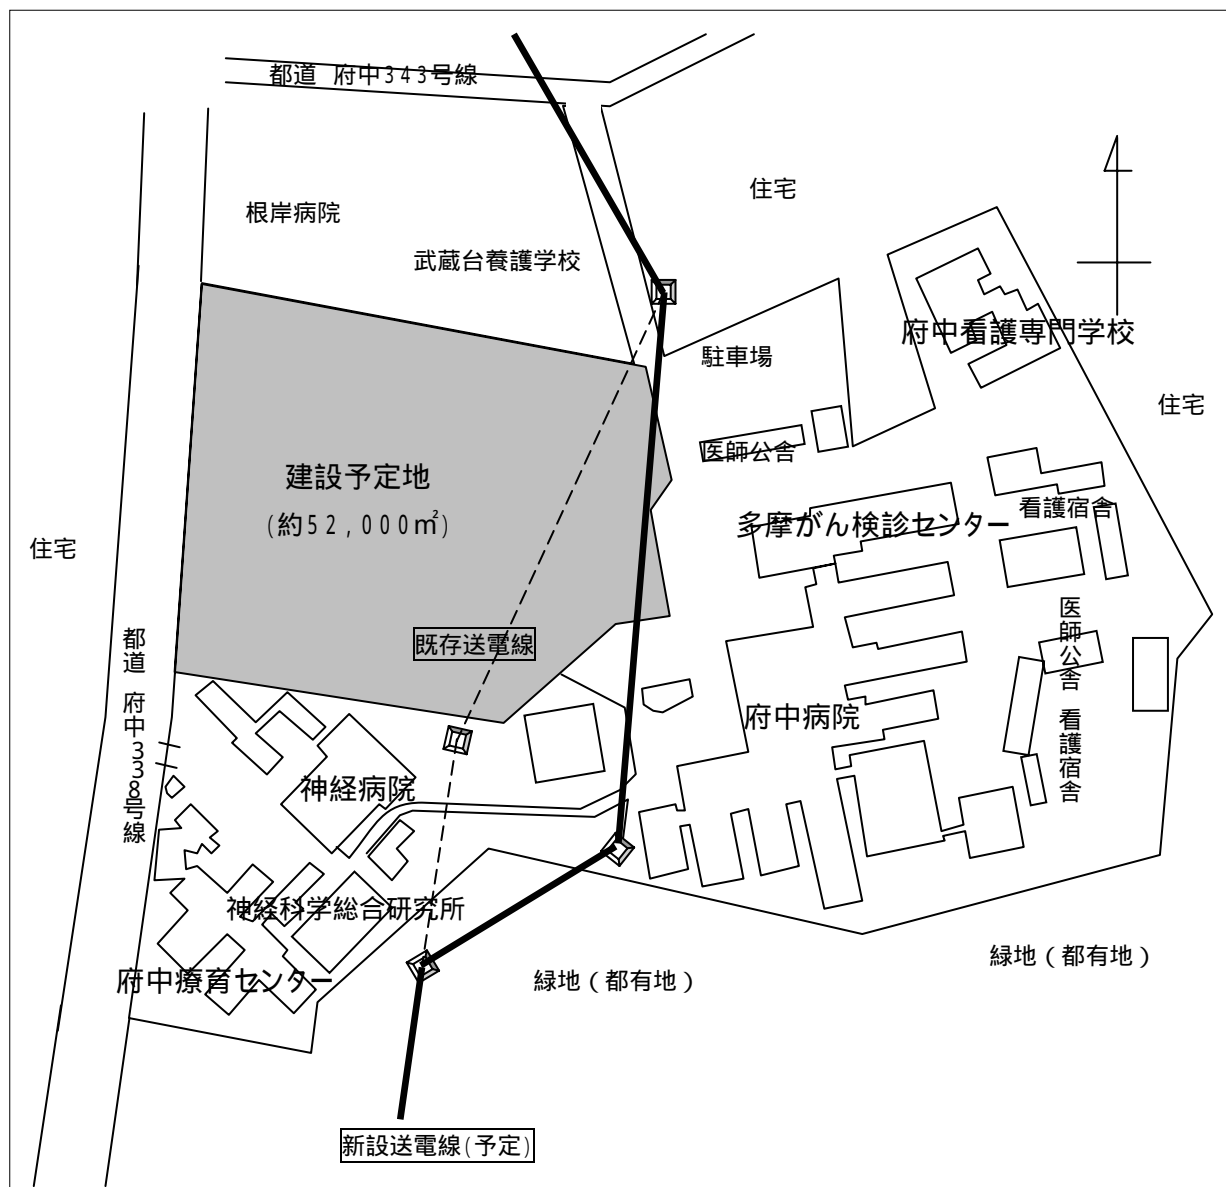 都道 府中343号線
住宅
根岸病院
武蔵台養護学校
府中看護専門学校
駐車場
住宅
医師公舎
建設予定地
(約52,000㎡)
看護宿舎
多摩がん検診センター
住宅
既存送電線
都道 府中338号線
医師公舎 看護宿舎
府中病院
神経病院
神経科学総合研究所
府中療育センター
緑地(都有地)
緑地(都有地)
新設送電線(予定)